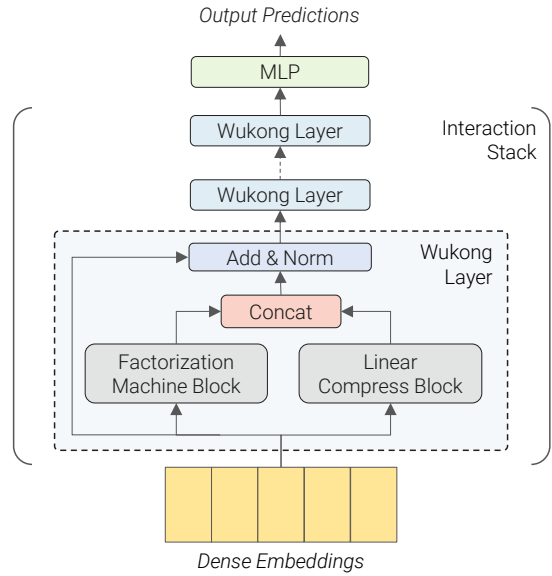 Output Predictions
MLP
Wukong Layer
Interaction
Stack
Wukong Layer
Add & Norm
Wukong
Layer
Concat
Factorization
Machine Block
Linear
Compress Block
Dense Embeddings